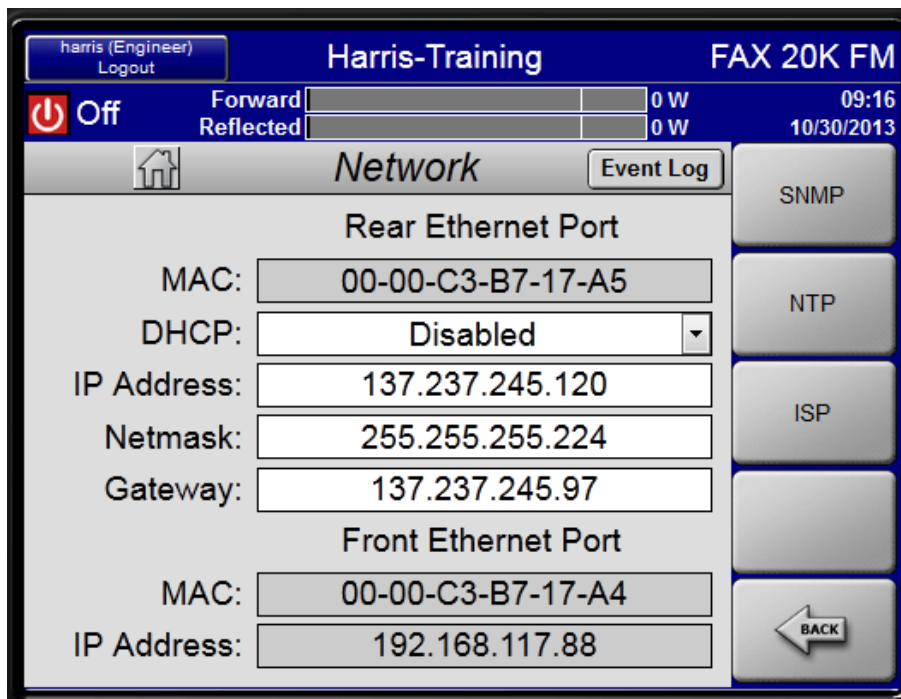 harris (Engineer)
Logout
Harris-Training
FAX 20K FM
Off
Forward
0 W
Reflected
0 W
09:16
10/30/2013
Network
Event Log
Rear Ethernet Port
MAC: 00-00-C3-B7-17-A5
DHCP: Disabled
IP Address: 137.237.245.120
Netmask: 255.255.255.224
Gateway: 137.237.245.97
Front Ethernet Port
MAC: 00-00-C3-B7-17-A4
IP Address: 192.168.117.88
SNMP
NTP
ISP
BACK